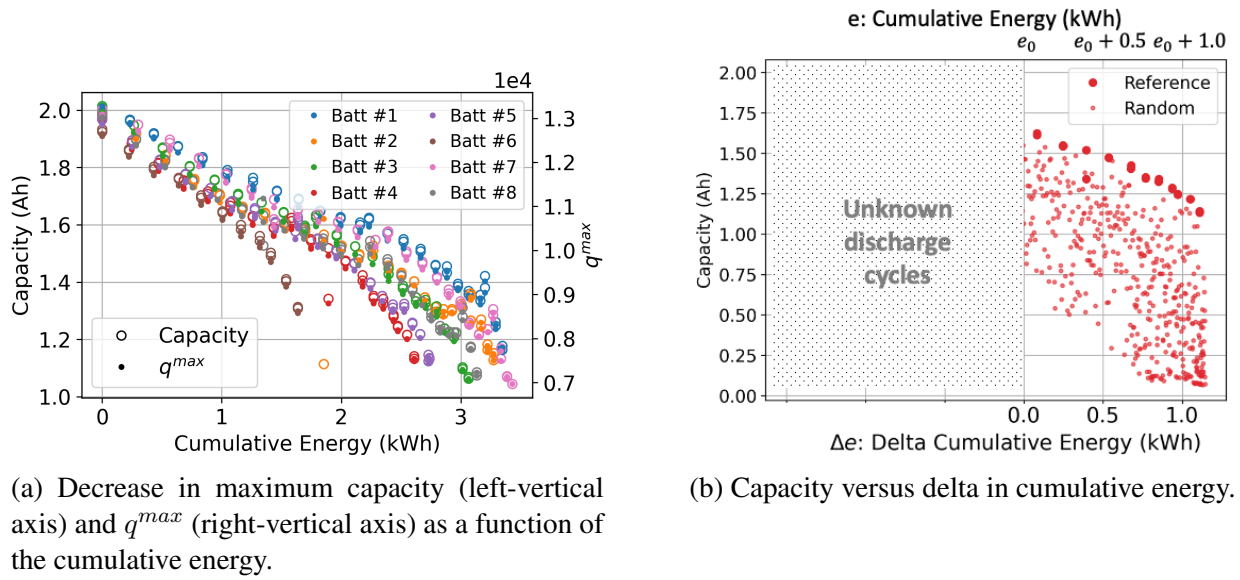 1e4
2.0
1.8
1.6
1.4
1.2
1.0
Capacity (Ah)
Batt #1
Batt #2
Batt #3
Batt #4
Batt #5
Batt #6
Batt #7
Batt #8
Capacity
q^{max}
1.3
1.2
1.1
1.0
0.9
0.8
0.7
q^{max}
0
1
2
3
Cumulative Energy (kWh)
(a) Decrease in maximum capacity (left-vertical
axis) and q^{max} (right-vertical axis) as a function of
the cumulative energy.
e: Cumulative Energy (kWh)
e₀ e₀ + 0.5 e₀ + 1.0
2.00
1.75
1.50
1.25
1.00
0.75
0.50
0.25
0.00
Capacity (Ah)
Reference
Random
Unknown
discharge
cycles
0.0 0.5 1.0
Δe: Delta Cumulative Energy (kWh)
(b) Capacity versus delta in cumulative energy.